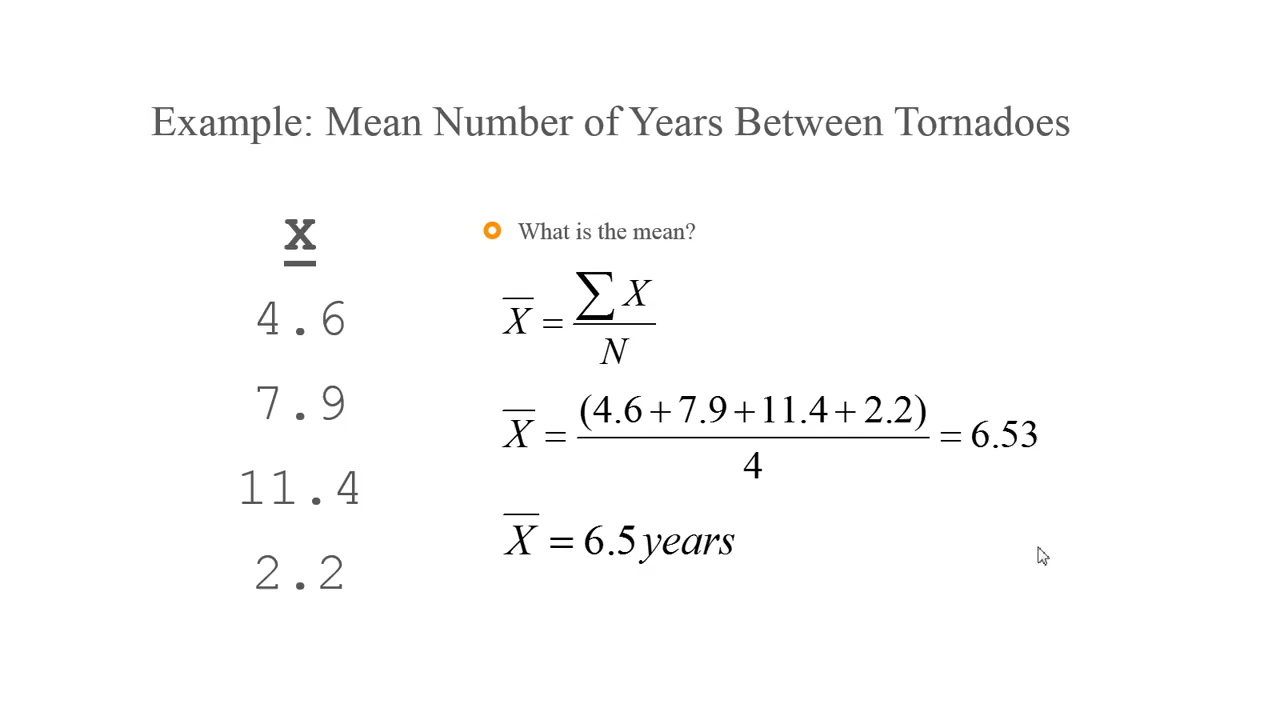 Example: Mean Number of Years Between Tornadoes
x
4.6
7.9
11.4
2.2
What is the mean?
X̅ = ∑ X / N
X̅ = (4.6 + 7.9 + 11.4 + 2.2) / 4 = 6.53
X̅ = 6.5 years